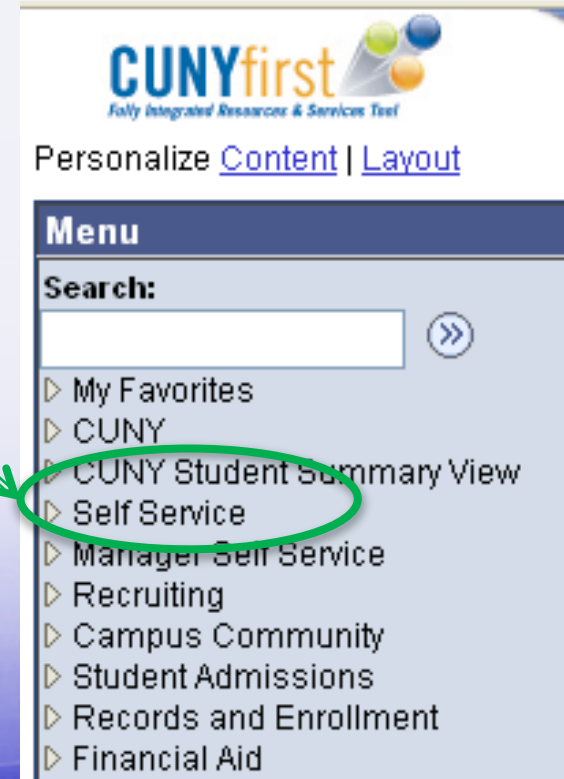 CUNYfirst
Fully Integrated Resources & Services Tool
Personalize Content | Layout
Menu
Search:
My Favorites
CUNY
CUNY Student Summary View
Self Service
Manager Self Service
Recruiting
Campus Community
Student Admissions
Records and Enrollment
Financial Aid